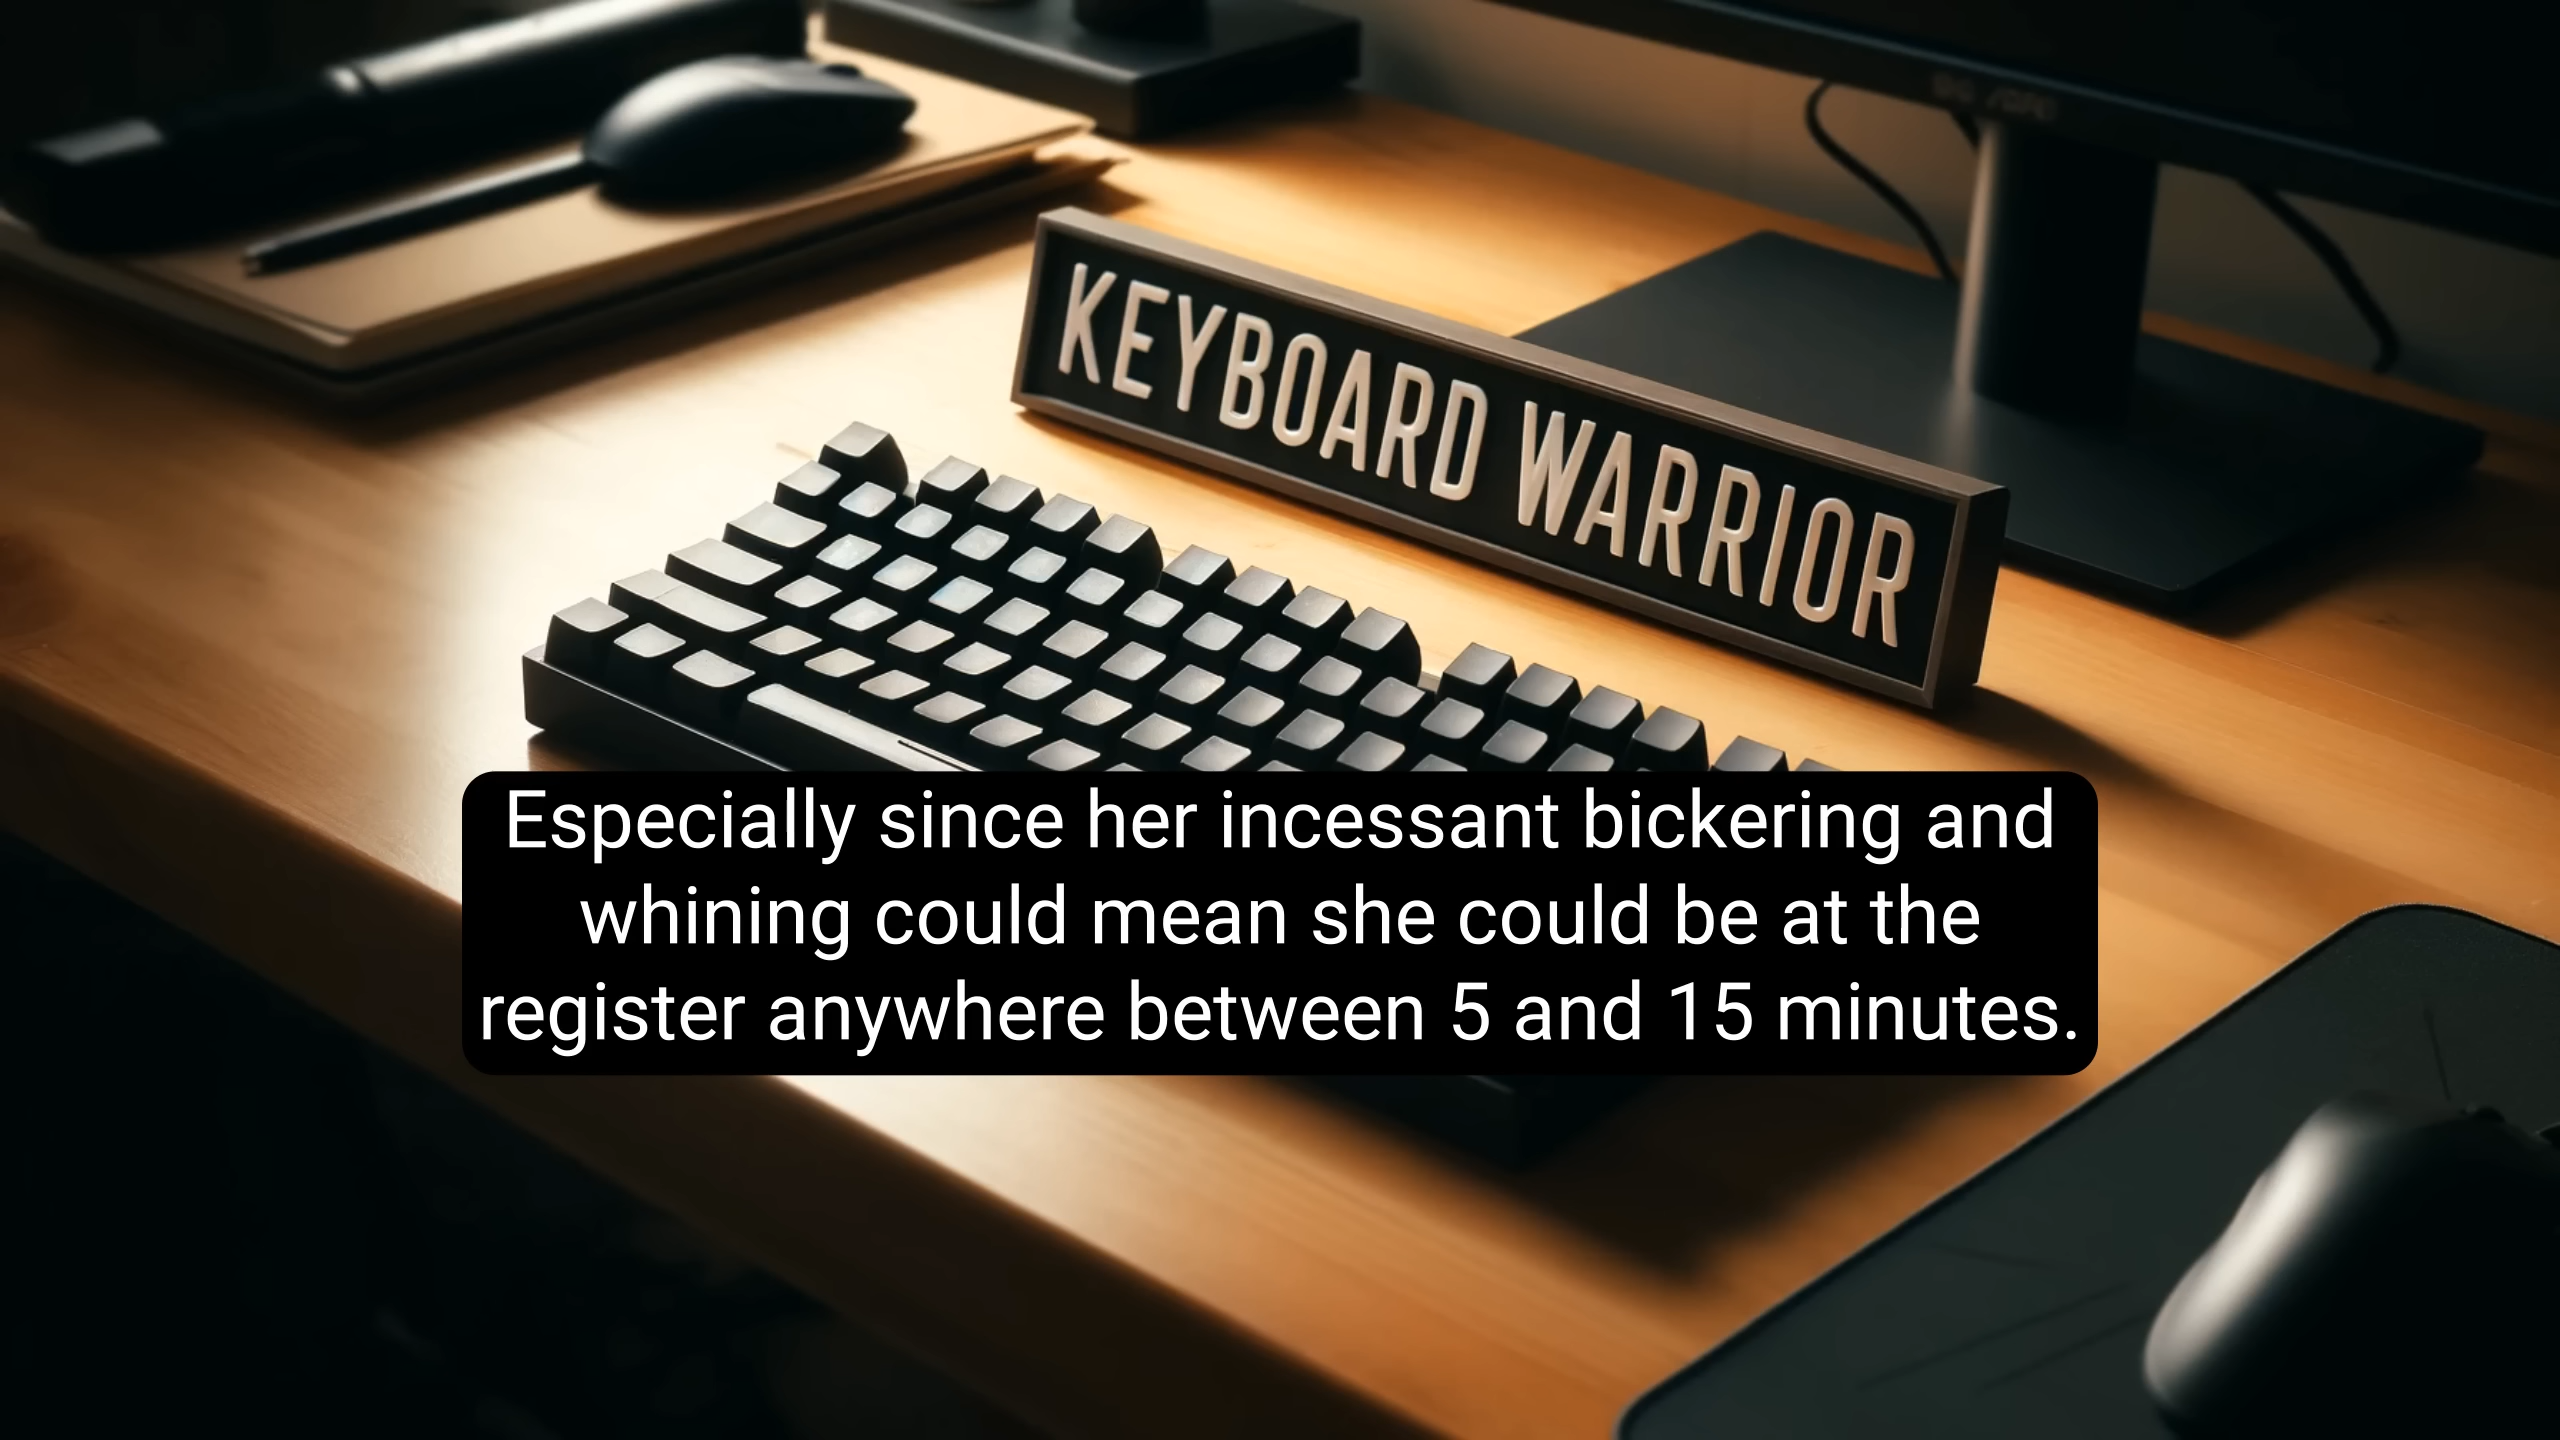 KEYBOARD WARRIOR
Especially since her incessant bickering and
whining could mean she could be at the
register anywhere between 5 and 15 minutes.